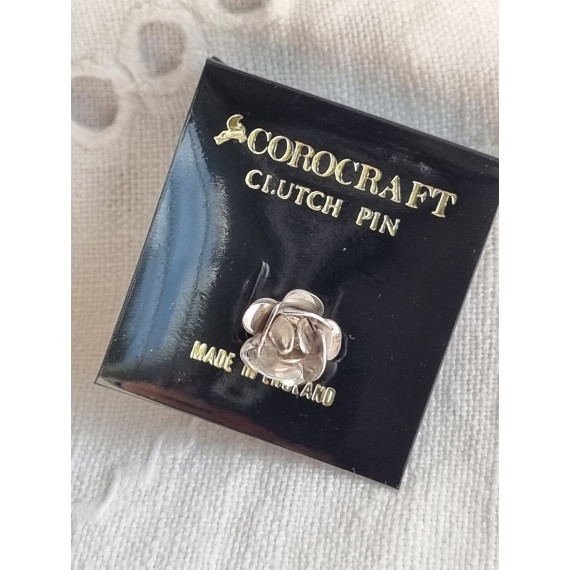 COROCRAFT
CLUTCH PIN
MADE IN ENGLAND